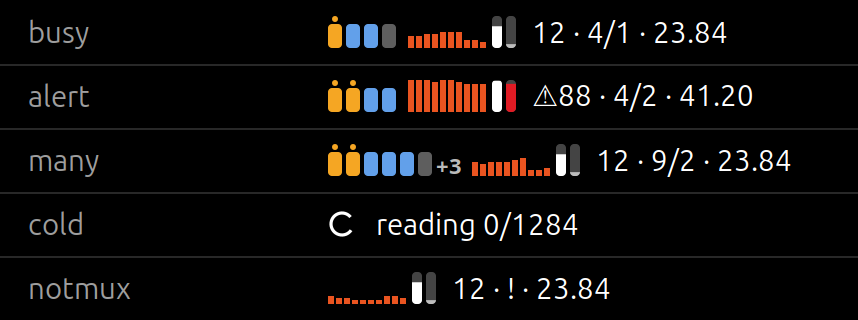 busy 12 · 4/1 · 23.84
alert ⚠88 · 4/2 · 41.20
many +3 12 · 9/2 · 23.84
cold reading 0/1284
notmux 12 · ! · 23.84